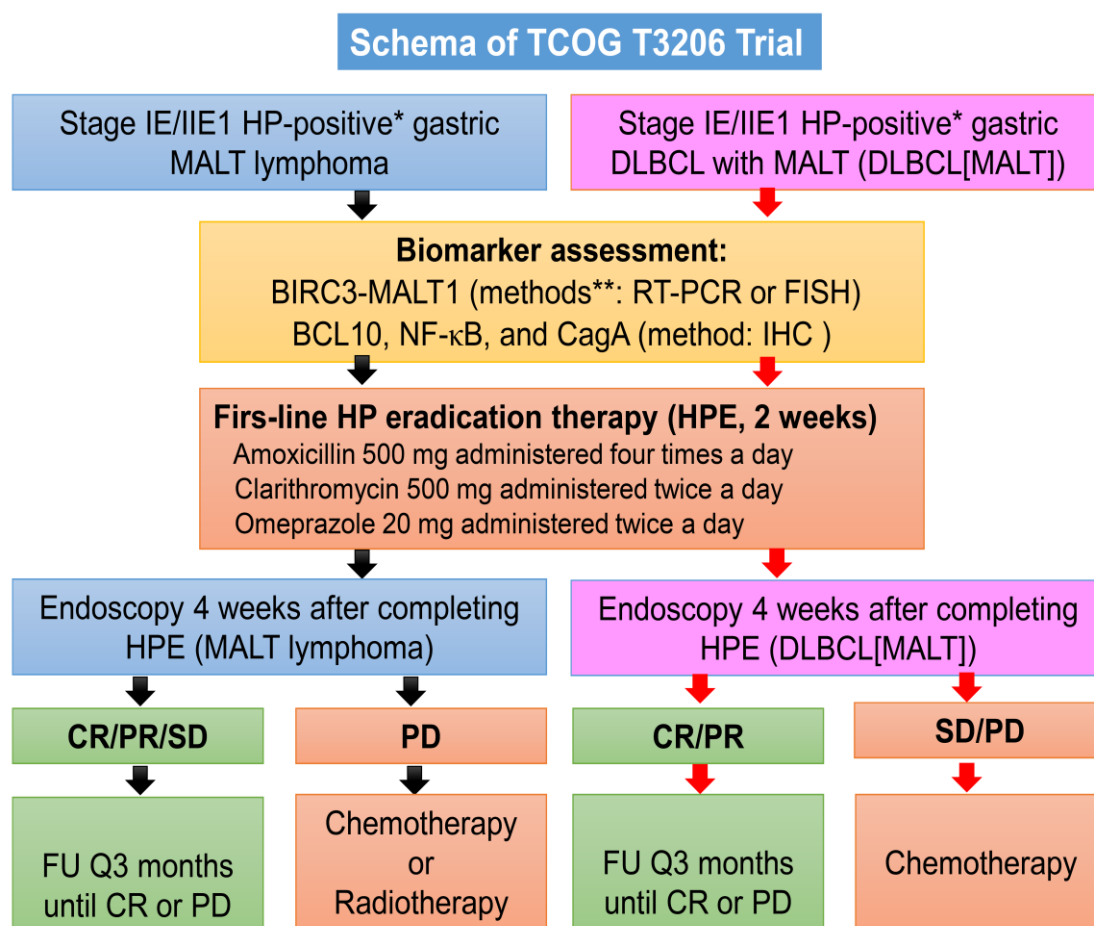 Schema of TCOG T3206 Trial
Stage IE/IIE1 HP-positive* gastric
MALT lymphoma
Stage IE/IIE1 HP-positive* gastric
DLBCL with MALT (DLBCL[MALT])
Biomarker assessment:
BIRC3-MALT1 (methods**: RT-PCR or FISH)
BCL10, NF-κB, and CagA (method: IHC )
Firs-line HP eradication therapy (HPE, 2 weeks)
Amoxicillin 500 mg administered four times a day
Clarithromycin 500 mg administered twice a day
Omeprazole 20 mg administered twice a day
Endoscopy 4 weeks after completing
HPE (MALT lymphoma)
Endoscopy 4 weeks after completing
HPE (DLBCL[MALT])
CR/PR/SD
PD
CR/PR
SD/PD
FU Q3 months
until CR or PD
Chemotherapy
or
Radiotherapy
FU Q3 months
until CR or PD
Chemotherapy